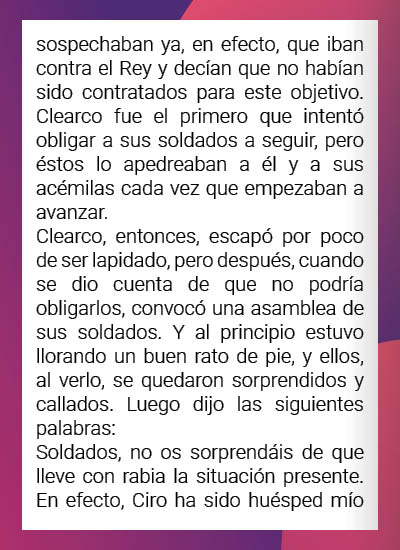 sospechaban ya, en efecto, que iban
contra el Rey y decían que no habían
sido contratados para este objetivo.
Clearco fue el primero que intentó
obligar a sus soldados a seguir, pero
éstos lo apedreaban a él y a sus
acémilas cada vez que empezaban a
avanzar.
Clearco, entonces, escapó por poco
de ser lapidado, pero después, cuando
se dio cuenta de que no podría
obligarlos, convocó una asamblea de
sus soldados. Y al principio estuvo
llorando un buen rato de pie, y ellos,
al verlo, se quedaron sorprendidos y
callados. Luego dijo las siguientes
palabras:
Soldados, no os sorprendáis de que
lleve con rabia la situación presente.
En efecto, Ciro ha sido huésped mío